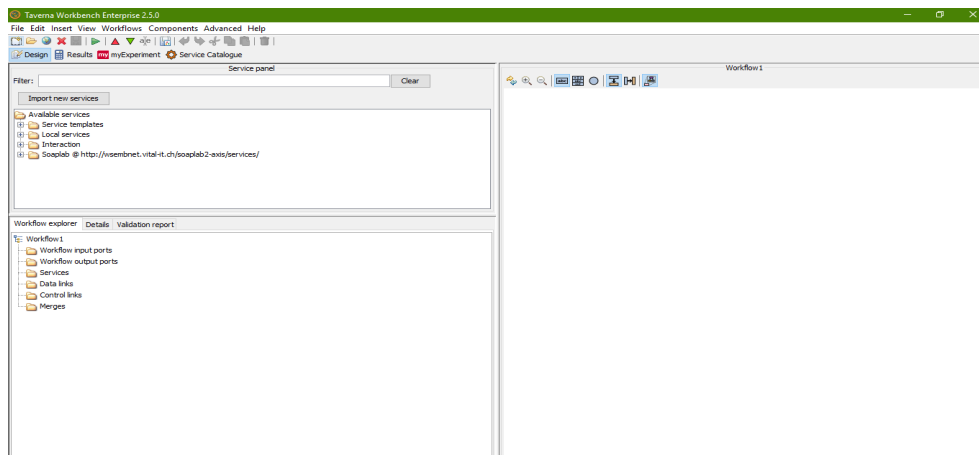 Taverna Workbench Enterprise 2.5.0
File Edit Insert View Workflows Components Advanced Help
Design Results my myExperiment Service Catalogue
Service panel
Filter: Clear
Import new services
Available services
Service templates
Local services
Interaction
Soaplab @ http://wsembnet.vital-it.ch/soaplab2-axis/services/
Workflow explorer Details Validation report
Workflow1
Workflow input ports
Workflow output ports
Services
Data links
Control links
Merges
Workflow1